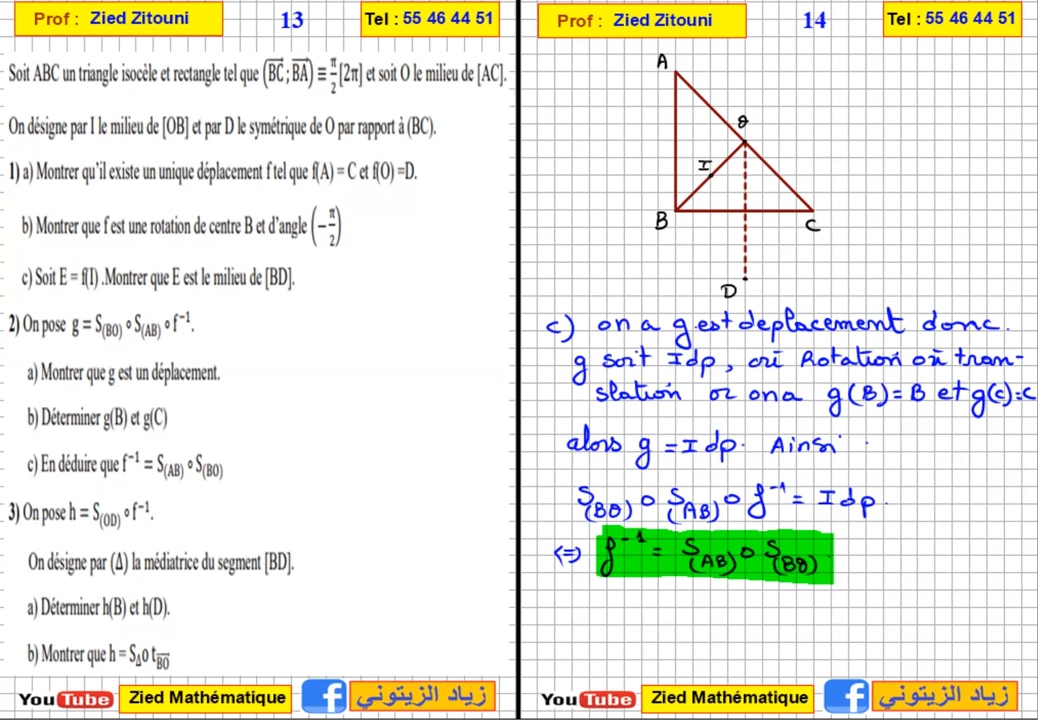 Prof : Zied Zitouni
13
Tel : 55 46 44 51
Soit ABC un triangle isocèle et rectangle tel que (BC⃗ ; BA⃗) ≡ π/2 [2π] et soit O le milieu de [AC].
On désigne par I le milieu de [OB] et par D le symétrique de O par rapport à (BC).
1) a) Montrer qu'il existe un unique déplacement f tel que f(A) = C et f(O) =D.
b) Montrer que f est une rotation de centre B et d'angle (−π/2)
c) Soit E = f(I) .Montrer que E est le milieu de [BD].
2) On pose g = S(BO) ∘ S(AB) ∘ f⁻¹.
a) Montrer que g est un déplacement.
b) Déterminer g(B) et g(C)
c) En déduire que f⁻¹ = S(AB) ∘ S(BO)
3) On pose h = S(OD) ∘ f⁻¹.
On désigne par (Δ) la médiatrice du segment [BD].
a) Déterminer h(B) et h(D).
b) Montrer que h = SΔo tBO⃗
You Tube
Zied Mathématique
f
زياد الزيتوني
Prof : Zied Zitouni
14
Tel : 55 46 44 51
A
O
I
B
C
D
c) on a g est deplacement donc.
g soit Idp, ou Rotation ou tran-
slation or on a g(B)=B et g(c)=c
alors g = Idp. Ainsi
S(BO) o S(AB) o f⁻¹ = Idp.
<=> f⁻¹ = S(AB) o S(BO)
You Tube
Zied Mathématique
f
زياد الزيتوني